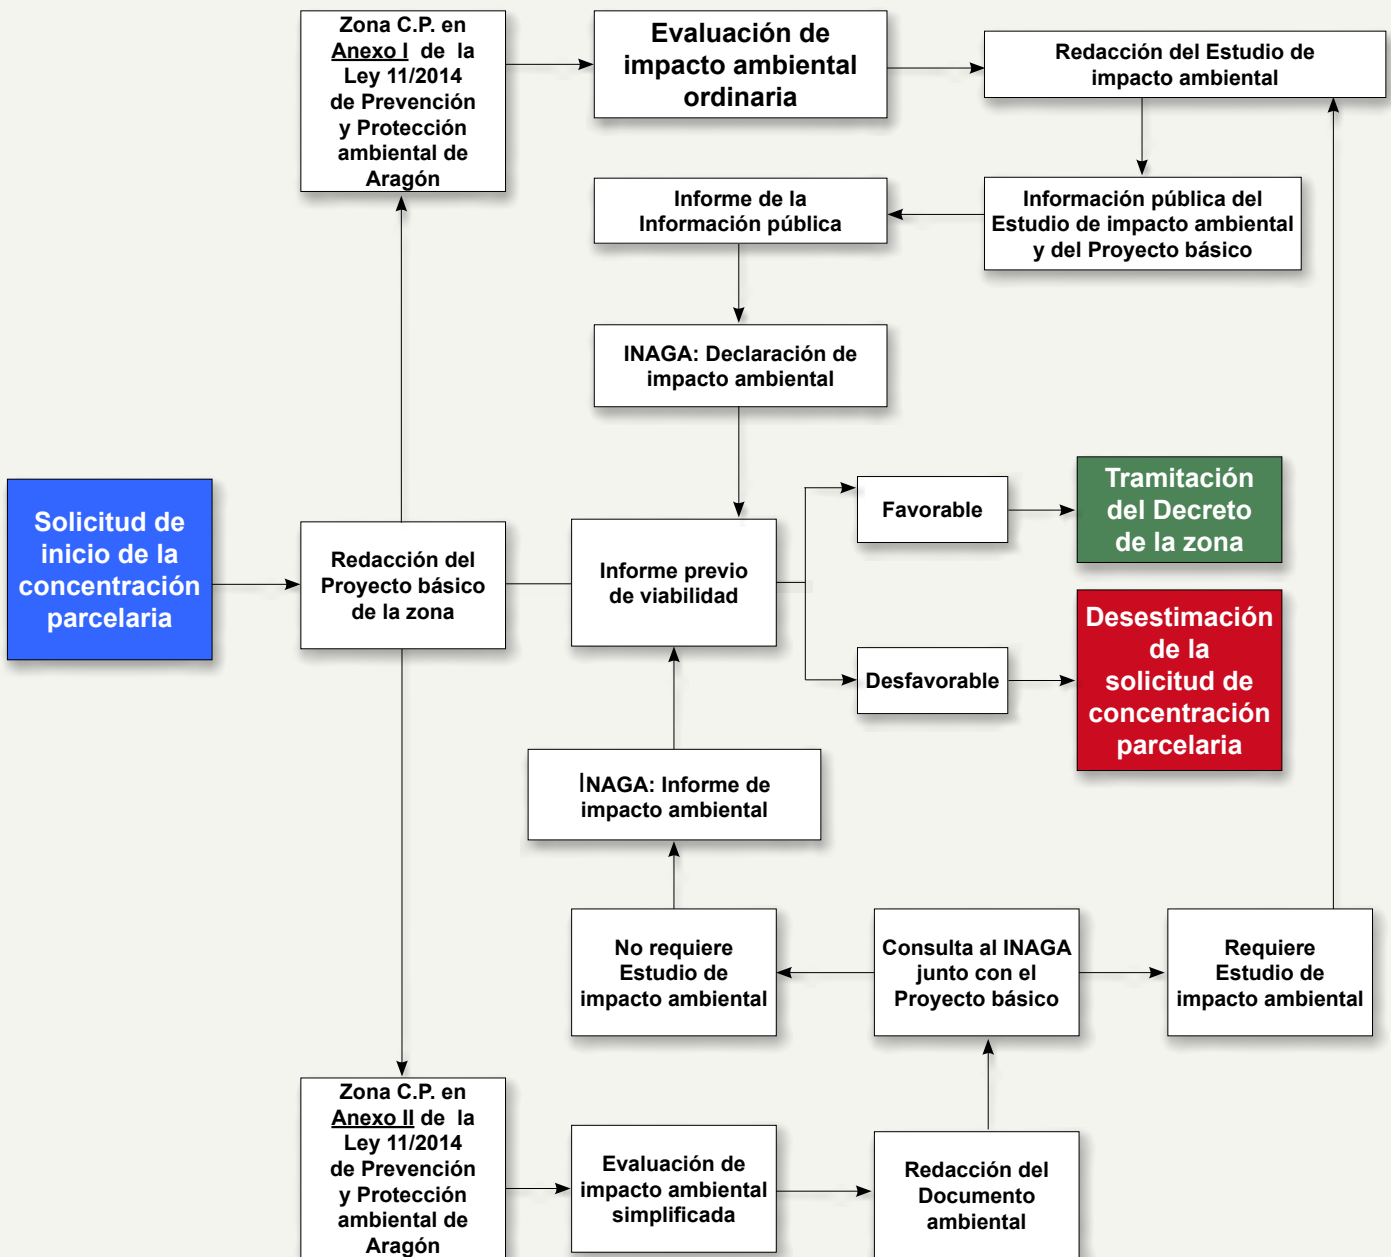 Zona C.P. en
Anexo I de la
Ley 11/2014
de Prevención
y Protección
ambiental de
Aragón
Evaluación de
impacto ambiental
ordinaria
Redacción del Estudio de
impacto ambiental
Informe de la
Información pública
Información pública del
Estudio de impacto ambiental
y del Proyecto básico
INAGA: Declaración de
impacto ambiental
Solicitud de
inicio de la
concentración
parcelaria
Redacción del
Proyecto básico
de la zona
Informe previo
de viabilidad
Favorable
Tramitación
del Decreto
de la zona
Desfavorable
Desestimación
de la
solicitud de
concentración
parcelaria
INAGA: Informe de
impacto ambiental
No requiere
Estudio de
impacto ambiental
Consulta al INAGA
junto con el
Proyecto básico
Requiere
Estudio de
impacto ambiental
Zona C.P. en
Anexo II de la
Ley 11/2014
de Prevención
y Protección
ambiental de
Aragón
Evaluación de
impacto ambiental
simplificada
Redacción del
Documento
ambiental